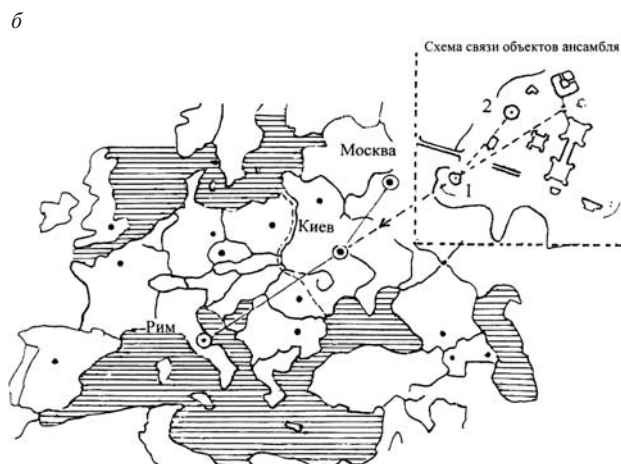 б
Схема связи объектов ансамбля
2
с.
1
Москва
Киев
Рим